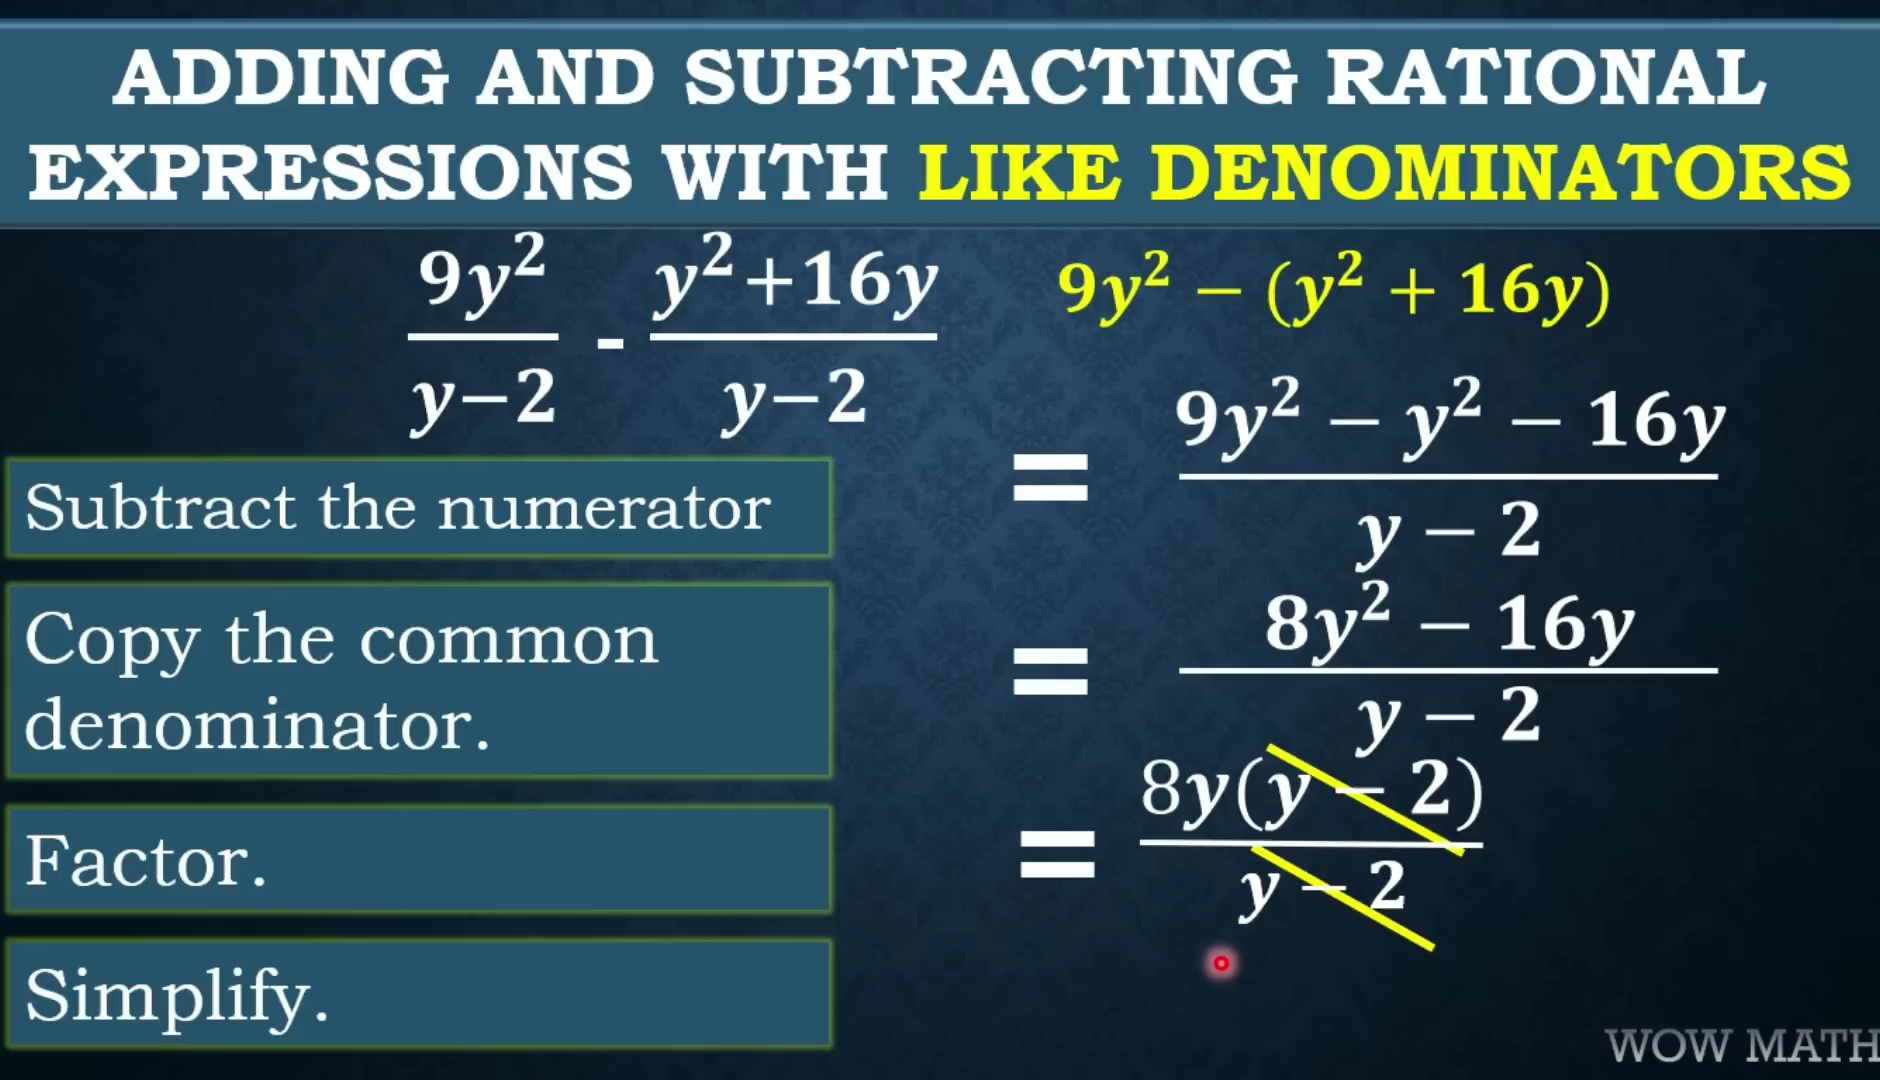 ADDING AND SUBTRACTING RATIONAL
EXPRESSIONS WITH LIKE DENOMINATORS
9y² / y−2 - y²+16y / y−2
9y² − (y² + 16y)
= 9y² − y² − 16y / y − 2
Subtract the numerator
= 8y² − 16y / y − 2
Copy the common
denominator.
= 8y(y − 2) / y − 2
Factor.
Simplify.
WOW MATH